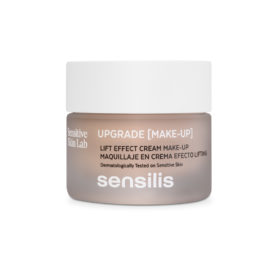 Sensitive
Skin Lab
UPGRADE [MAKE-UP]
LIFT EFFECT CREAM MAKE-UP
MAQUILLAJE EN CREMA EFECTO LIFTING
Dermatologically Tested on Sensitive Skin
sensilis